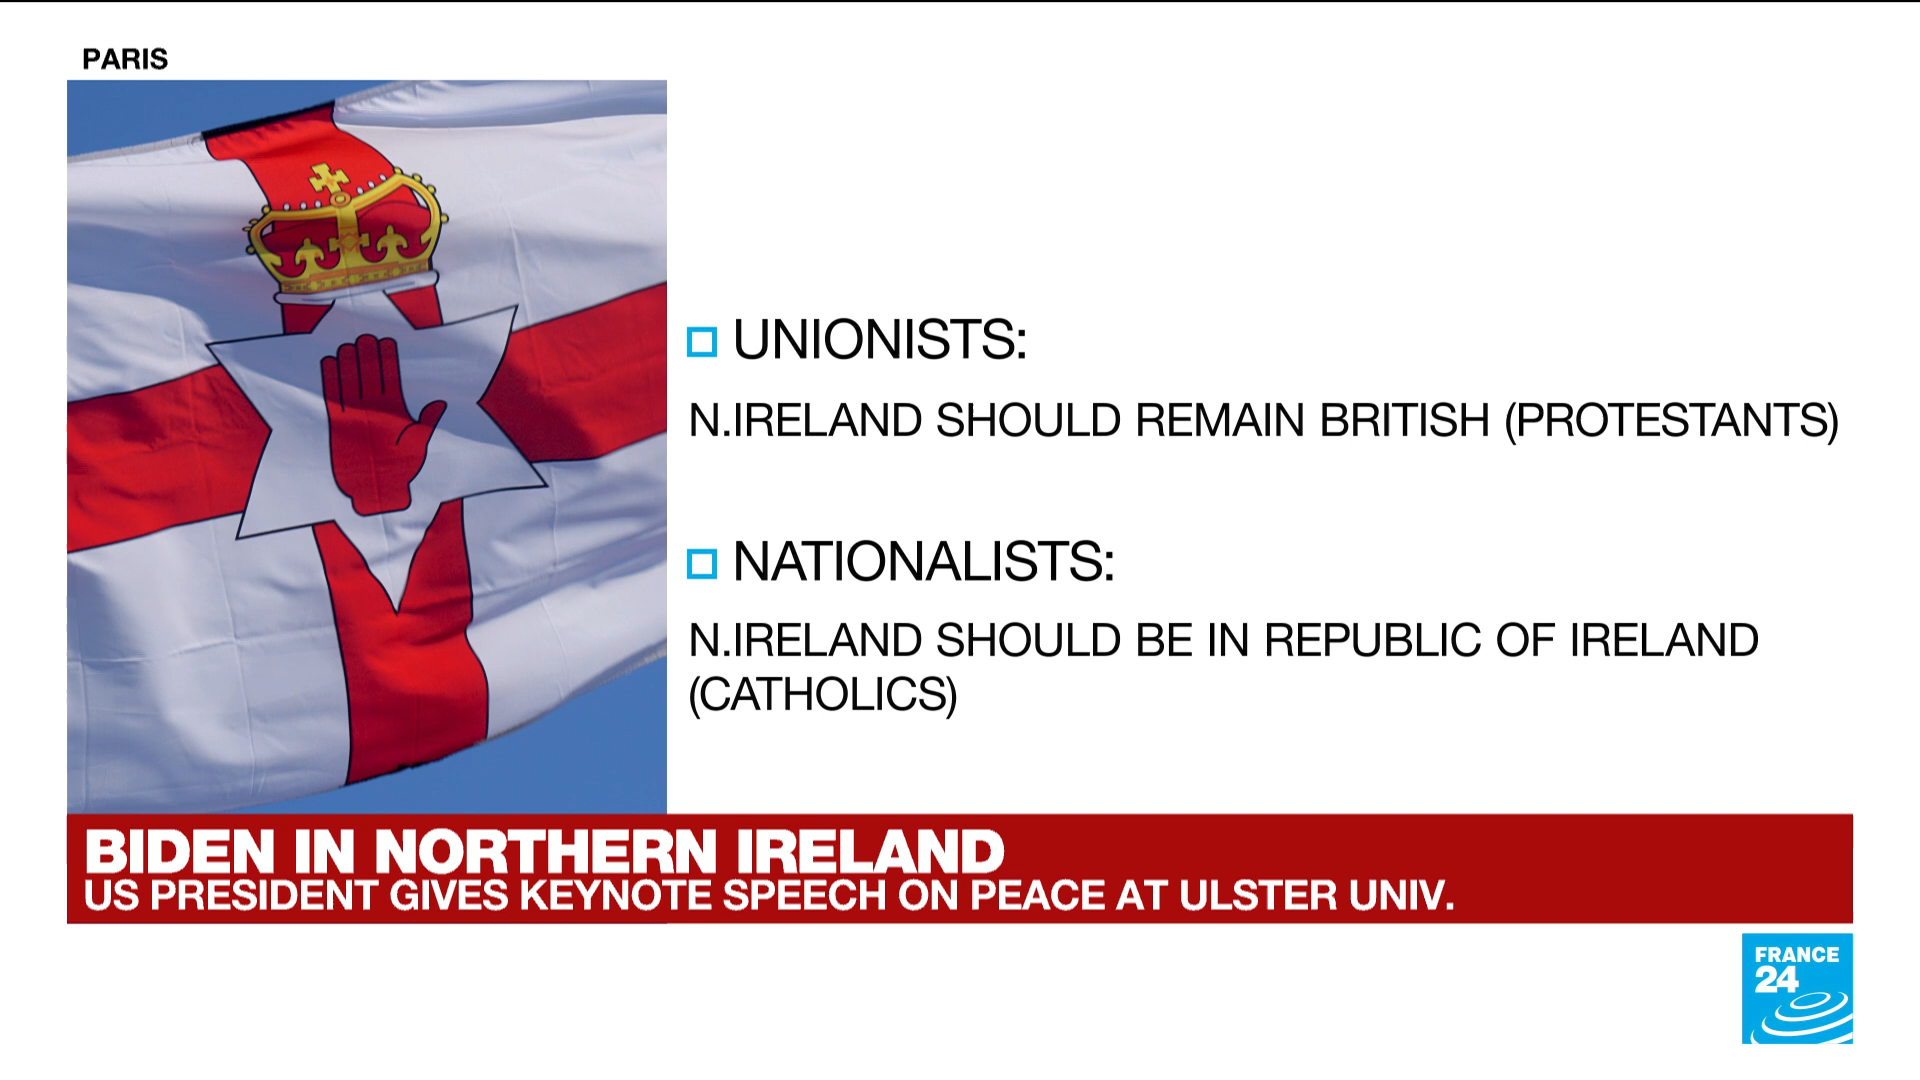 PARIS
UNIONISTS:
N.IRELAND SHOULD REMAIN BRITISH (PROTESTANTS)
NATIONALISTS:
N.IRELAND SHOULD BE IN REPUBLIC OF IRELAND
(CATHOLICS)
BIDEN IN NORTHERN IRELAND
US PRESIDENT GIVES KEYNOTE SPEECH ON PEACE AT ULSTER UNIV.
FRANCE
24